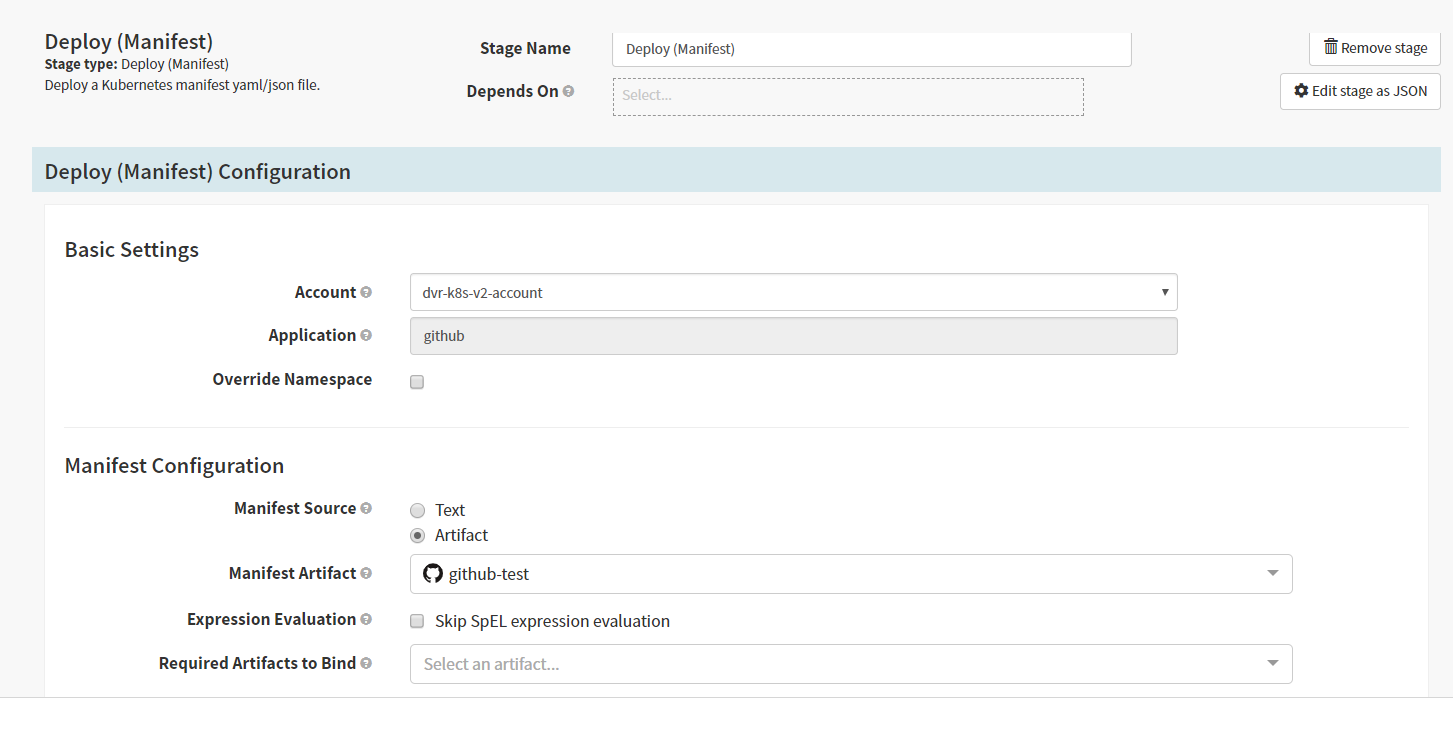 Deploy (Manifest)
Stage type: Deploy (Manifest)
Deploy a Kubernetes manifest yaml/json file.
Stage Name
Deploy (Manifest)
Depends On
Select...
Remove stage
Edit stage as JSON
Deploy (Manifest) Configuration
Basic Settings
Account
dvr-k8s-v2-account
Application
github
Override Namespace
Manifest Configuration
Manifest Source
Text
Artifact
Manifest Artifact
github-test
Expression Evaluation
Skip SpEL expression evaluation
Required Artifacts to Bind
Select an artifact...